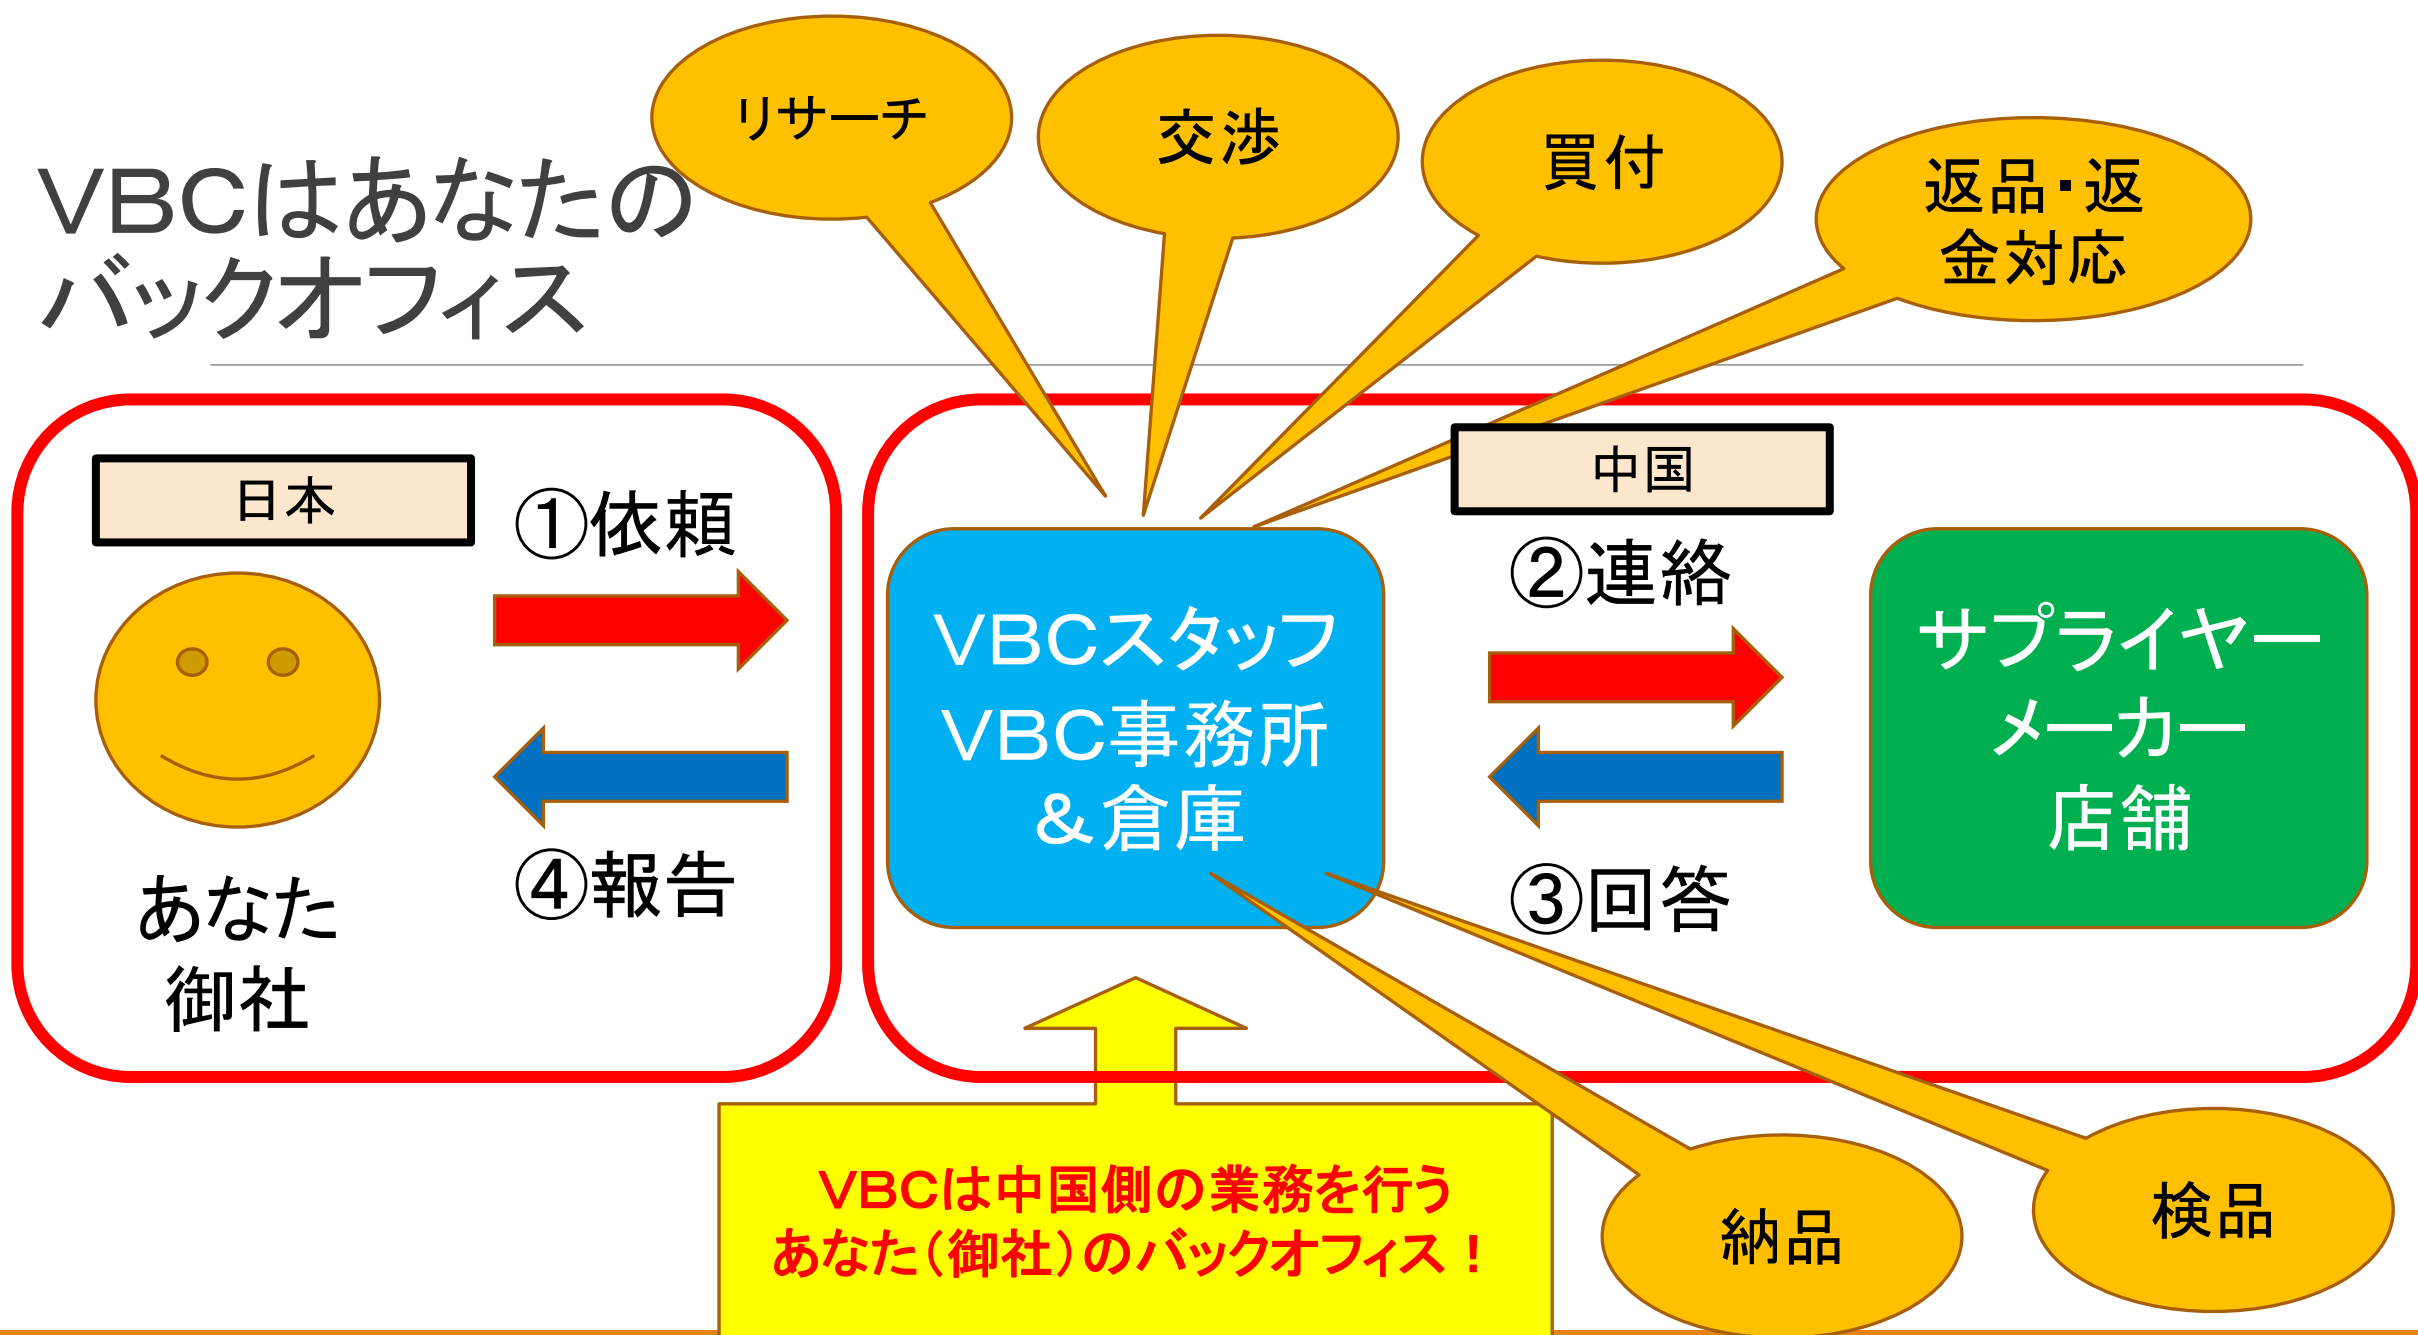 リサーチ
交渉
買付
返品・返
金対応
VBCはあなたの
バックオフィス
日本
中国
①依頼
②連絡
VBCスタッフ
VBC事務所
&倉庫
サプライヤー
メーカー
店舗
④報告
③回答
あなた
御社
VBCは中国側の業務を行う
あなた(御社)のバックオフィス!
納品
検品